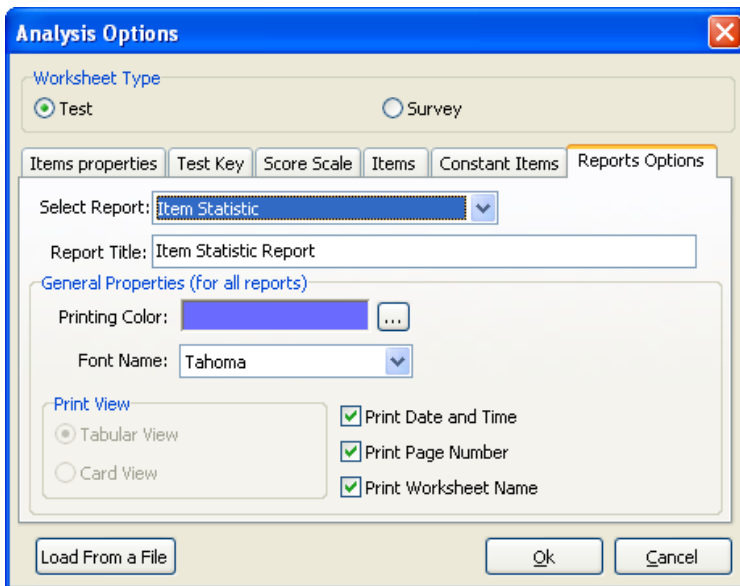 Analysis Options
Worksheet Type
Test Survey
Items properties Test Key Score Scale Items Constant Items Reports Options
Select Report: Item Statistic
Report Title: Item Statistic Report
General Properties (for all reports)
Printing Color: ...
Font Name: Tahoma
Print View
Tabular View
Card View
Print Date and Time
Print Page Number
Print Worksheet Name
Load From a File Ok Cancel